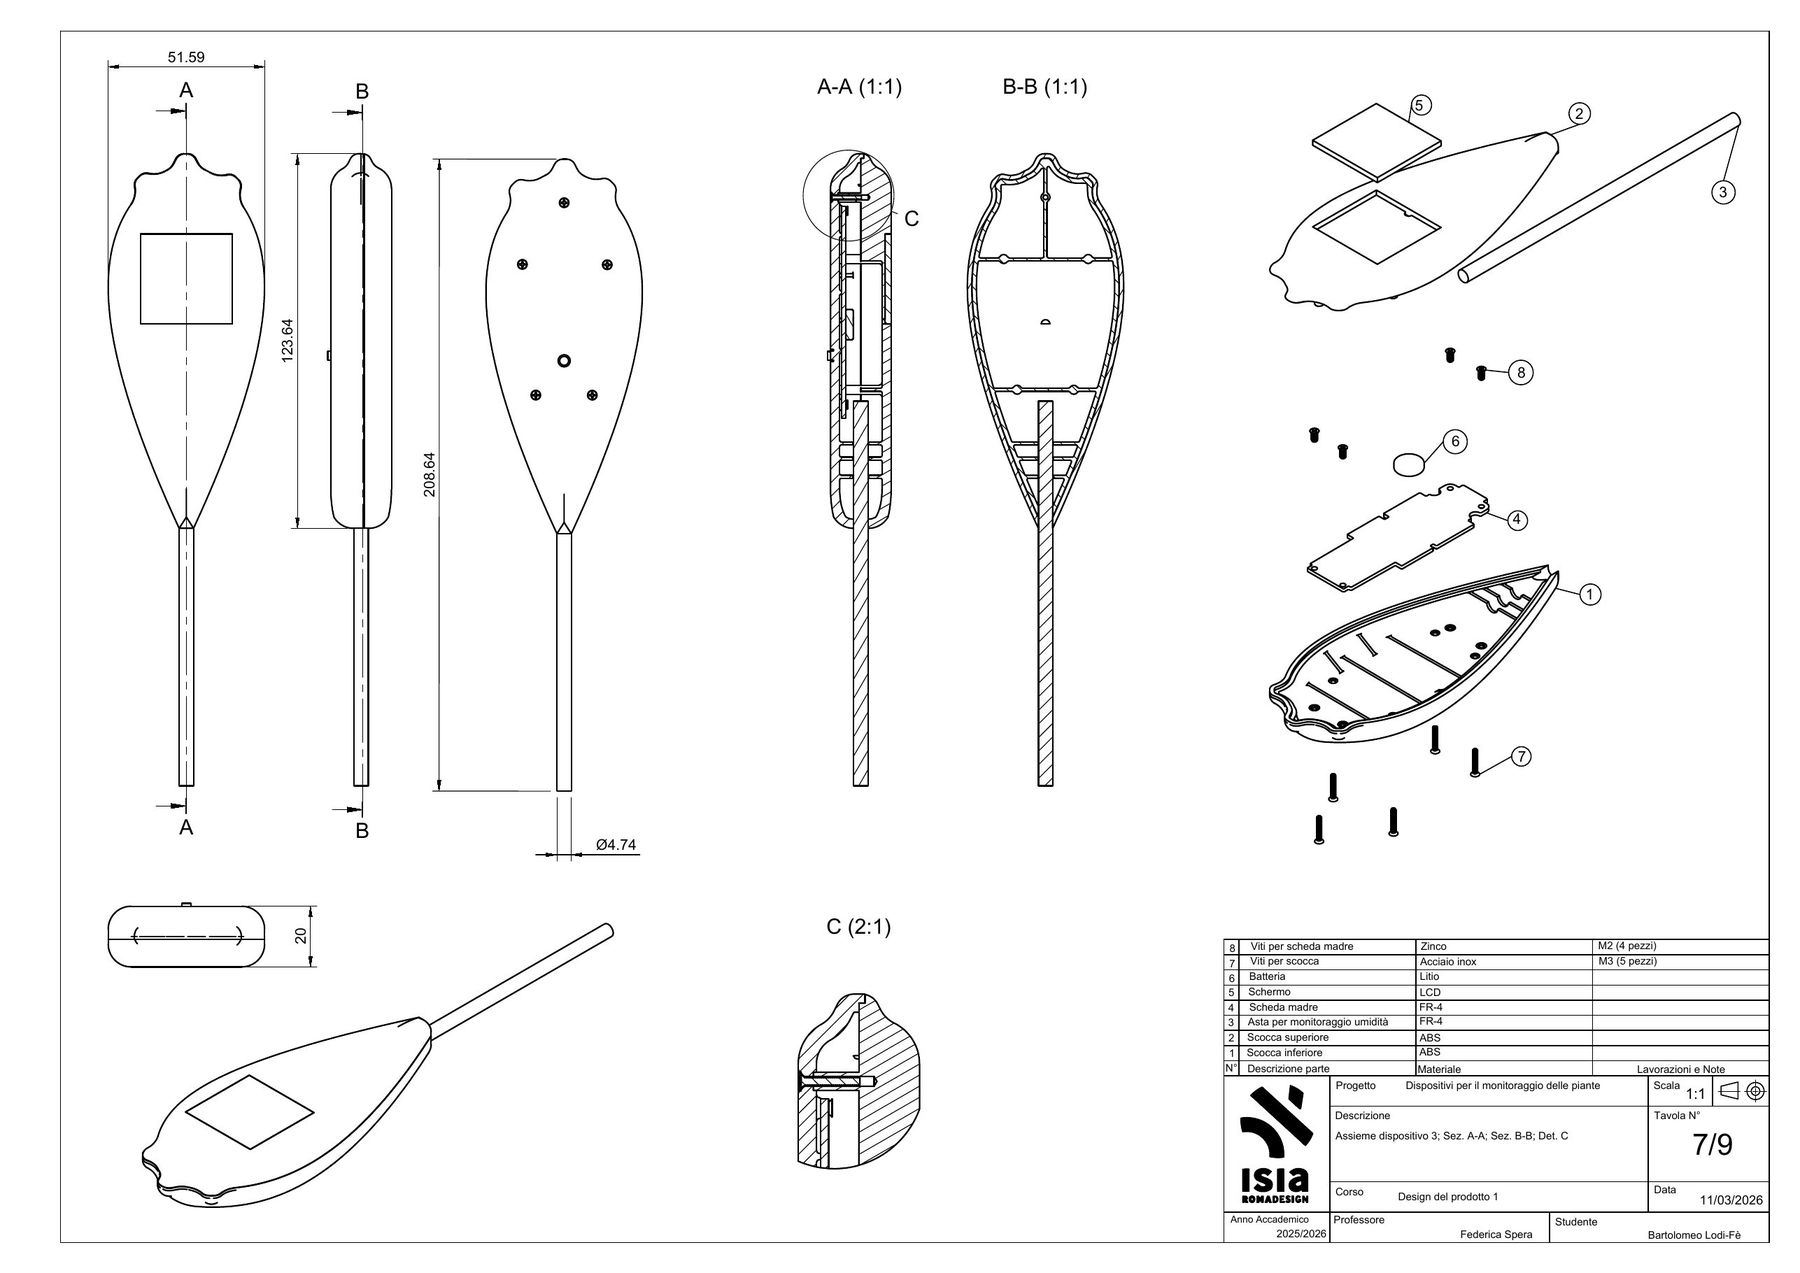 51.59
A
B
123.64
208.64
A
B
Ø4.74
20
A-A (1:1)
B-B (1:1)
C
C (2:1)
5
2
3
8
6
4
1
7
8 Viti per scheda madre Zinco M2 (4 pezzi)
7 Viti per scocca Acciaio inox M3 (5 pezzi)
6 Batteria Litio
5 Schermo LCD
4 Scheda madre FR-4
3 Asta per monitoraggio umidità FR-4
2 Scocca superiore ABS
1 Scocca inferiore ABS
N° Descrizione parte Materiale Lavorazioni e Note
Progetto Dispositivi per il monitoraggio delle piante
Scala 1:1
Descrizione
Assieme dispositivo 3; Sez. A-A; Sez. B-B; Det. C
Tavola N°
7/9
ISIA
ROMADESIGN
Corso Design del prodotto 1
Data
11/03/2026
Anno Accademico
2025/2026
Professore
Federica Spera
Studente
Bartolomeo Lodi-Fè